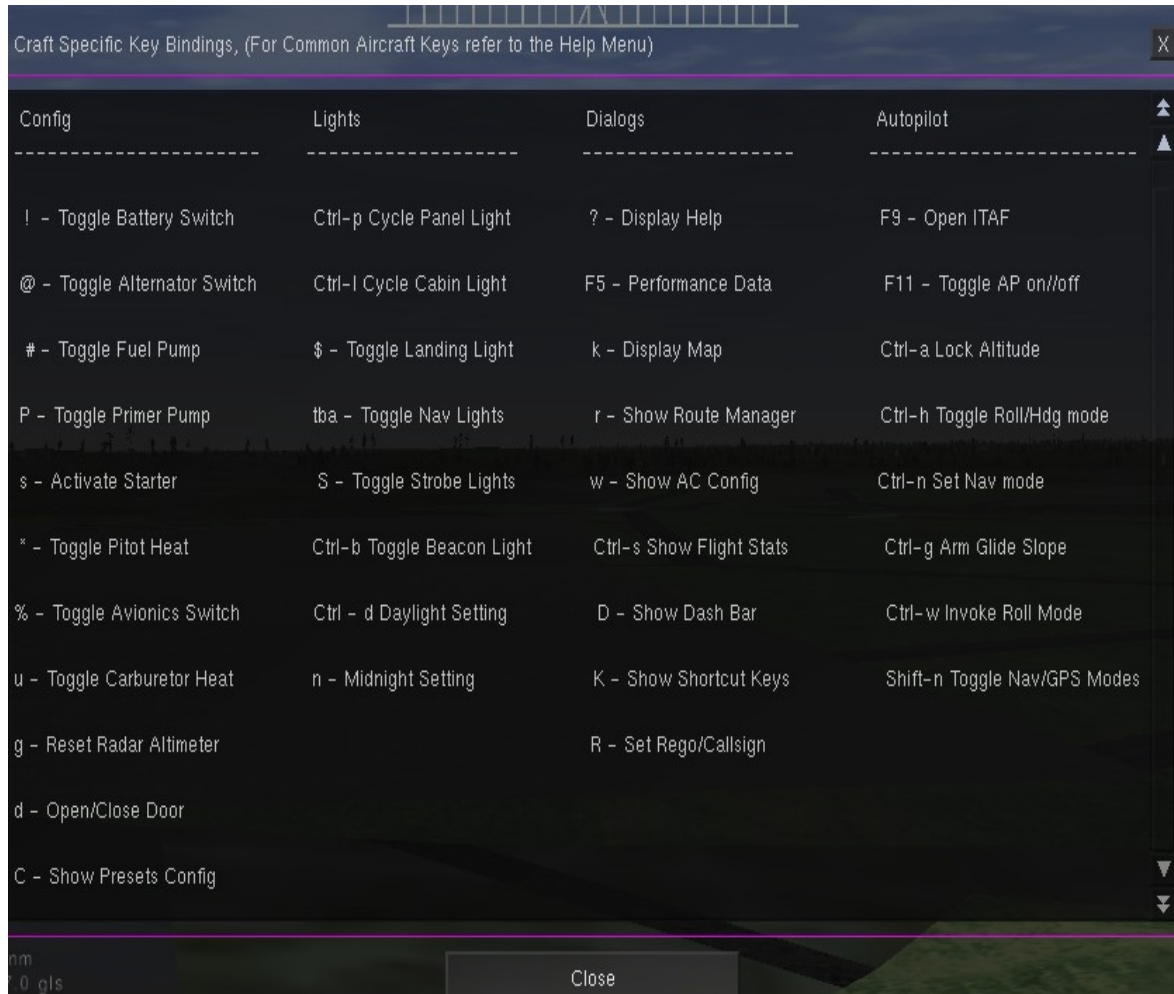 Craft Specific Key Bindings, (For Common Aircraft Keys refer to the Help Menu)
X
Config Lights Dialogs Autopilot
! - Toggle Battery Switch Ctrl-p Cycle Panel Light ? - Display Help F9 - Open ITAF
@ - Toggle Alternator Switch Ctrl-l Cycle Cabin Light F5 - Performance Data F11 - Toggle AP on//off
# - Toggle Fuel Pump $ - Toggle Landing Light k - Display Map Ctrl-a Lock Altitude
P - Toggle Primer Pump tba - Toggle Nav Lights r - Show Route Manager Ctrl-h Toggle Roll/Hdg mode
s - Activate Starter S - Toggle Strobe Lights w - Show AC Config Ctrl-n Set Nav mode
* - Toggle Pitot Heat Ctrl-b Toggle Beacon Light Ctrl-s Show Flight Stats Ctrl-g Arm Glide Slope
% - Toggle Avionics Switch Ctrl - d Daylight Setting D - Show Dash Bar Ctrl-w Invoke Roll Mode
u - Toggle Carburetor Heat n - Midnight Setting K - Show Shortcut Keys Shift-n Toggle Nav/GPS Modes
g - Reset Radar Altimeter R - Set Rego/Callsign
d - Open/Close Door
C - Show Presets Config
nm
.0 gls
Close